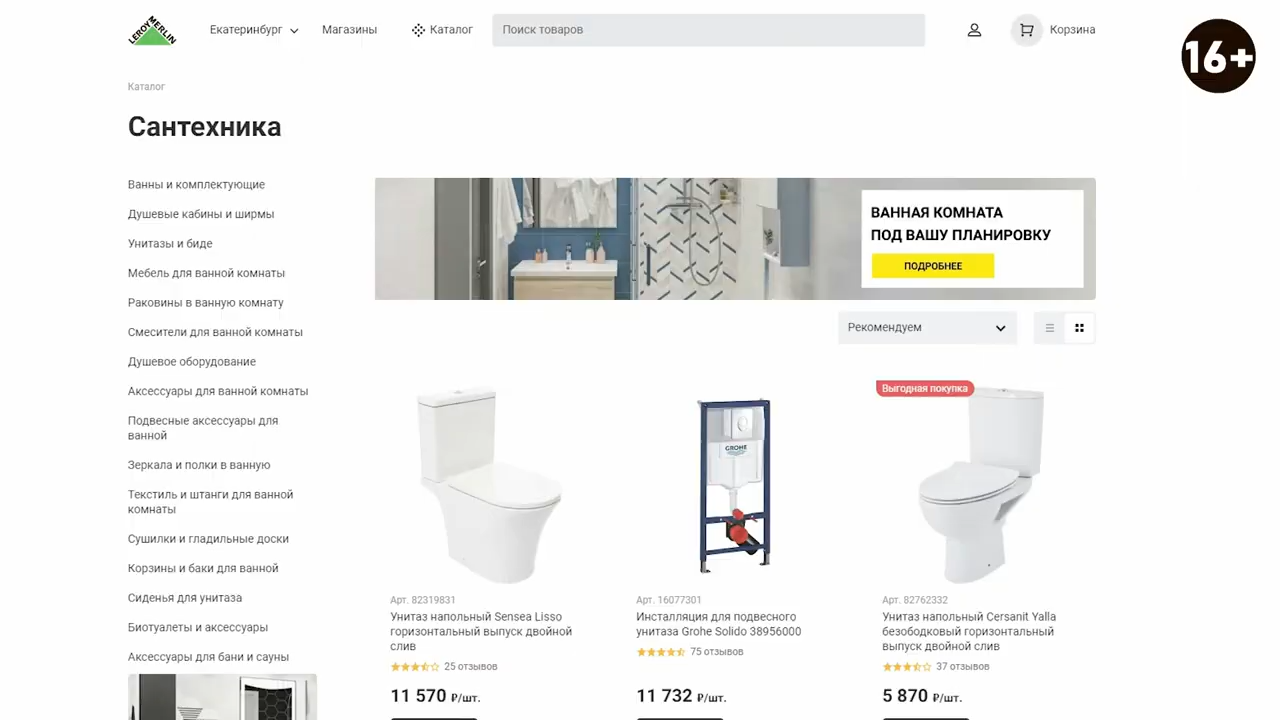 LEROY MERLIN
Екатеринбург
Магазины
Каталог
Поиск товаров
Корзина
16+
Каталог
Сантехника
Ванны и комплектующие
Душевые кабины и ширмы
Унитазы и биде
Мебель для ванной комнаты
Раковины в ванную комнату
Смесители для ванной комнаты
Душевое оборудование
Аксессуары для ванной комнаты
Подвесные аксессуары для
ванной
Зеркала и полки в ванную
Текстиль и штанги для ванной
комнаты
Сушилки и гладильные доски
Корзины и баки для ванной
Сиденья для унитаза
Биотуалеты и аксессуары
Аксессуары для бани и сауны
ВАННАЯ КОМНАТА
ПОД ВАШУ ПЛАНИРОВКУ
ПОДРОБНЕЕ
Рекомендуем
Арт. 82319831
Унитаз напольный Sensea Lisso
горизонтальный выпуск двойной
слив
25 отзывов
11 570 ₽/шт.
GROHE
Арт. 16077301
Инсталляция для подвесного
унитаза Grohe Solido 38956000
75 отзывов
11 732 ₽/шт.
Выгодная покупка
Арт. 82762332
Унитаз напольный Cersanit Yalla
безободковый горизонтальный
выпуск двойной слив
37 отзывов
5 870 ₽/шт.